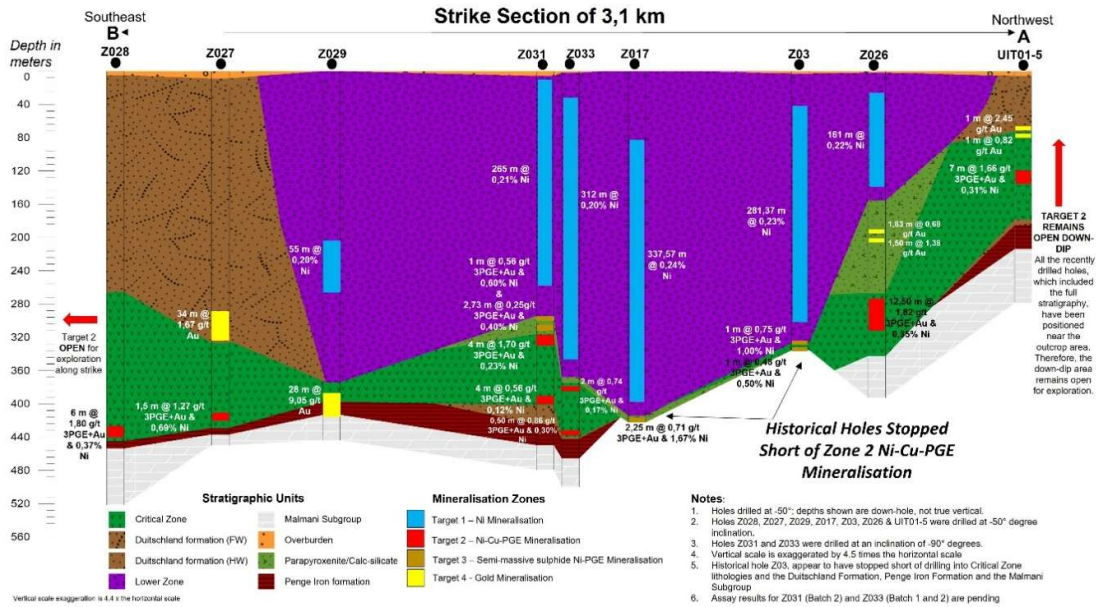 Strike Section of 3,1 km
Southeast
B
Northwest
A
Depth in
meters
Z028
Z027
Z029
Z031
Z033
Z017
Z03
Z026
UIT01-5
0
40
80
120
160
200
240
280
320
360
400
440
480
520
560
Target 2
OPEN for
exploration
along strike
6 m @
1,80 g/t
3PGE+Au
& 0,37%
Ni
34 m @
1,67 g/t
Au
1,5 m @ 1,27 g/t
3PGE+Au &
0,69% Ni
55 m @
0,20%
Ni
28 m @
9,05 g/t
Au
265 m @
0,21% Ni
1 m @ 0,56 g/t
3PGE+Au &
0,60% Ni
&
2,73 m @ 0,25g/t
3PGE+Au &
0,40% Ni
4 m @ 1,70 g/t
3PGE+Au &
0,23% Ni
4 m @ 0,56 g/t
3PGE+Au &
0,12% Ni
0,50 m @ 0,86 g/t
3PGE+Au & 0,30%
Ni
312 m @
0,20% Ni
2 m @ 0,74
g/t
3PGE+Au &
0,17% Ni
337,57 m
@ 0,24%
Ni
2,25 m @ 0,71 g/t
3PGE+Au & 1,67% Ni
281,37 m
@ 0,23%
Ni
1 m @ 0,75 g/t
3PGE+Au &
1,00% Ni
3PGE+Au &
0,50% Ni
161 m @
0,22% Ni
1,83 m @ 0,68
g/t Au
1,50 m @ 1,38
g/t Au
12,50 m @
1,82 g/t
3PGE+Au &
1 m @ 2,45
g/t Au
1 m @ 0,82
g/t Au
7 m @ 1,66 g/t
3PGE+Au &
0,31% Ni
Historical Holes Stopped
Short of Zone 2 Ni-Cu-PGE
Mineralisation
TARGET 2
REMAINS
OPEN DOWN-
DIP
All the recently
drilled holes,
which included
the full
stratigraphy,
have been
positioned
near the
outcrop area.
Therefore, the
down-dip area
remains open
for exploration.
Stratigraphic Units
Critical Zone
Duitschland formation (FW)
Duitschland formation (HW)
Lower Zone
Malmani Subgroup
Overburden
Parapyroxenite/Calc-silicate
Penge Iron formation
Mineralisation Zones
Target 1 – Ni Mineralisation
Target 2 – Ni-Cu-PGE Mineralisation
Target 3 – Semi-massive sulphide Ni-PGE Mineralisation
Target 4 - Gold Mineralisation
Notes:
1. Holes drilled at -50°; depths shown are down-hole, not true vertical.
2. Holes Z028, Z027, Z029, Z017, Z03, Z026 & UIT01-5 were drilled at -50° degree
inclination.
3. Holes Z031 and Z033 were drilled at an inclination of -90° degrees.
4. Vertical scale is exaggerated by 4.5 times the horizontal scale
5. Historical hole Z03, appear to have stopped short of drilling into Critical Zone
lithologies and the Duitschland Formation, Penge Iron Formation and the Malmani
Subgroup
6. Assay results for Z031 (Batch 2) and Z033 (Batch 1 and 2) are pending
Vertical scale exaggeration is 4.4 x the horizontal scale